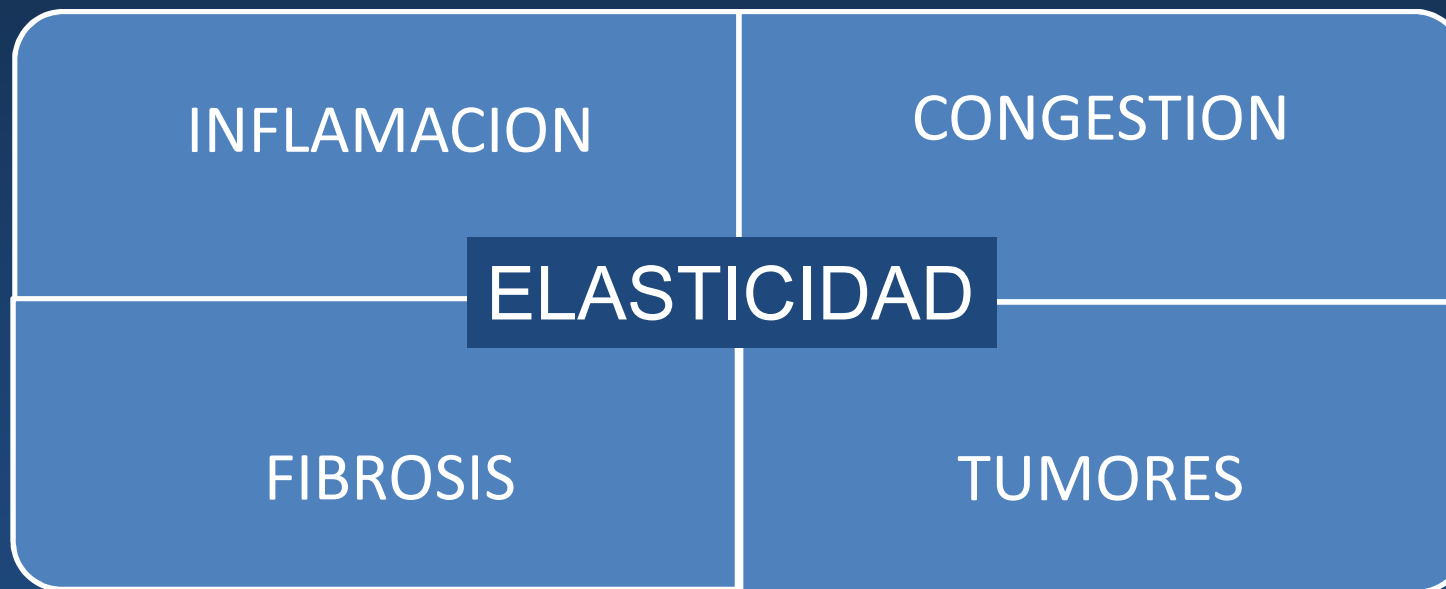 INFLAMACION
CONGESTION
ELASTICIDAD
FIBROSIS
TUMORES